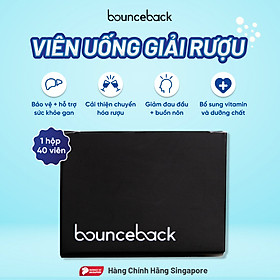 bounceback
VIÊN UỐNG GIẢI RƯỢU
Bảo vệ + hỗ trợ
sức khỏe gan
Cải thiện chuyển
hóa rượu
Giảm đau đầu
+ buồn nôn
Bổ sung vitamin
và dưỡng chất
1 hộp
40 viên
bounceback
Hàng Chính Hãng Singapore